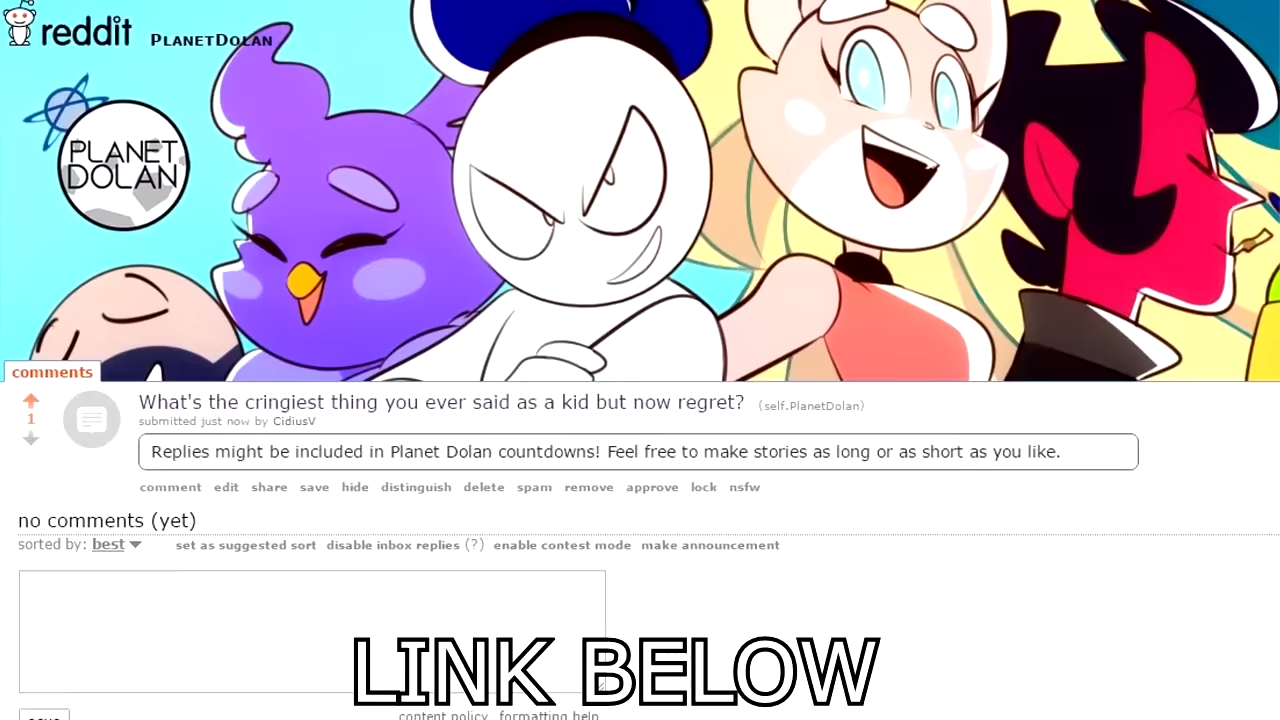 reddit PlanetDolan
PLANET
DOLAN
comments
1
What's the cringiest thing you ever said as a kid but now regret? (self.PlanetDolan)
submitted just now by CidiusV
Replies might be included in Planet Dolan countdowns! Feel free to make stories as long or as short as you like.
comment edit share save hide distinguish delete spam remove approve lock nsfw
no comments (yet)
sorted by: best set as suggested sort disable inbox replies (?) enable contest mode make announcement
LINK BELOW
save content policy formatting help